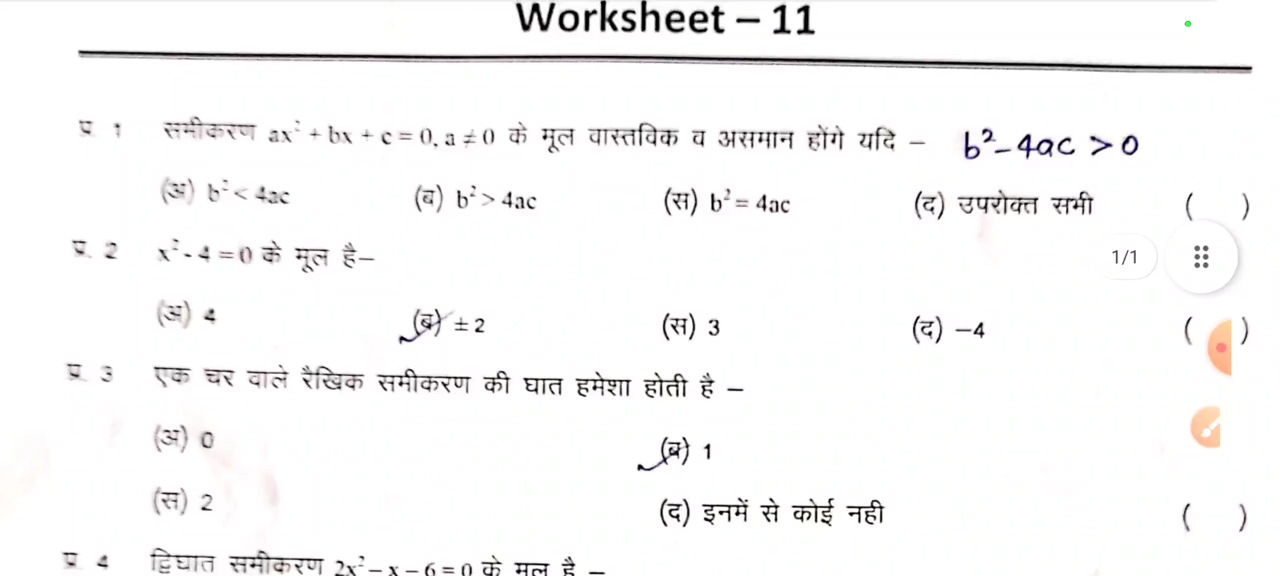 Worksheet – 11
प्र. 1 समीकरण ax² + bx + c = 0, a ≠ 0 के मूल वास्तविक व असमान होंगे यदि – b² - 4ac > 0
(अ) b² < 4ac (ब) b² > 4ac (स) b² = 4ac (द) उपरोक्त सभी ( )
प्र. 2 x² - 4 = 0 के मूल है–
1/1
(अ) 4 (ब) ± 2 (स) 3 (द) –4 ( )
प्र. 3 एक चर वाले रैखिक समीकरण की घात हमेशा होती है –
(अ) 0 (ब) 1
(स) 2 (द) इनमें से कोई नही ( )
प्र. 4 द्विघात समीकरण 2x² – x – 6 = 0 के मूल है –